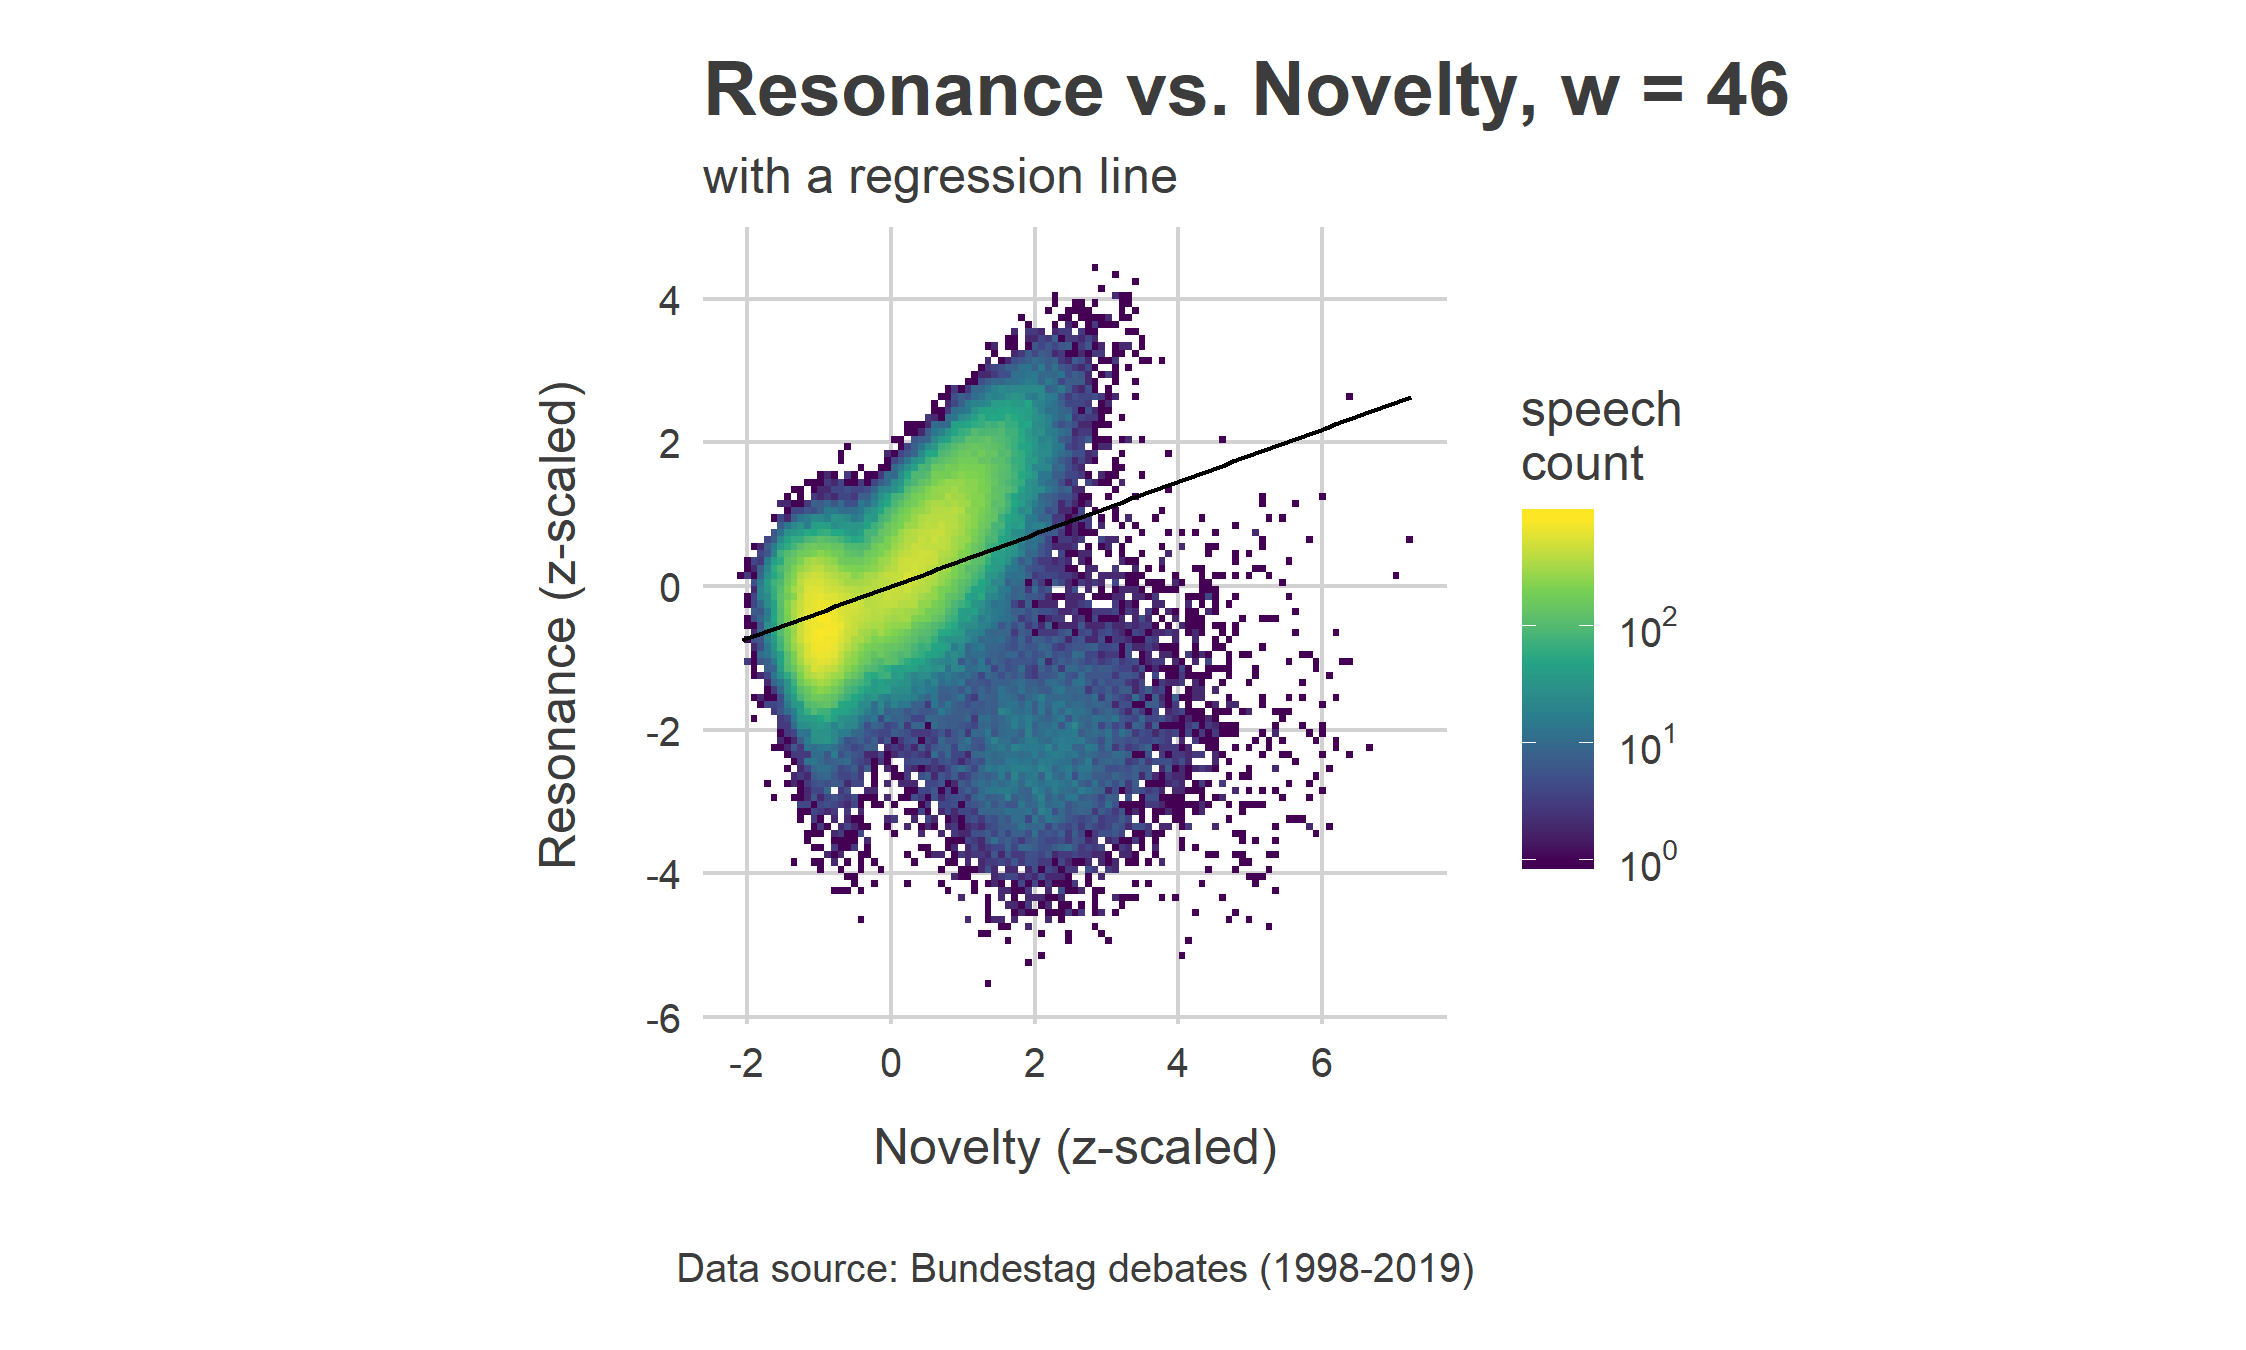 Resonance vs. Novelty, w = 46
with a regression line
Resonance (z-scaled)
4
2
0
-2
-4
-6
-2 0 2 4 6
Novelty (z-scaled)
speech
count
10²
10¹
10⁰
Data source: Bundestag debates (1998-2019)